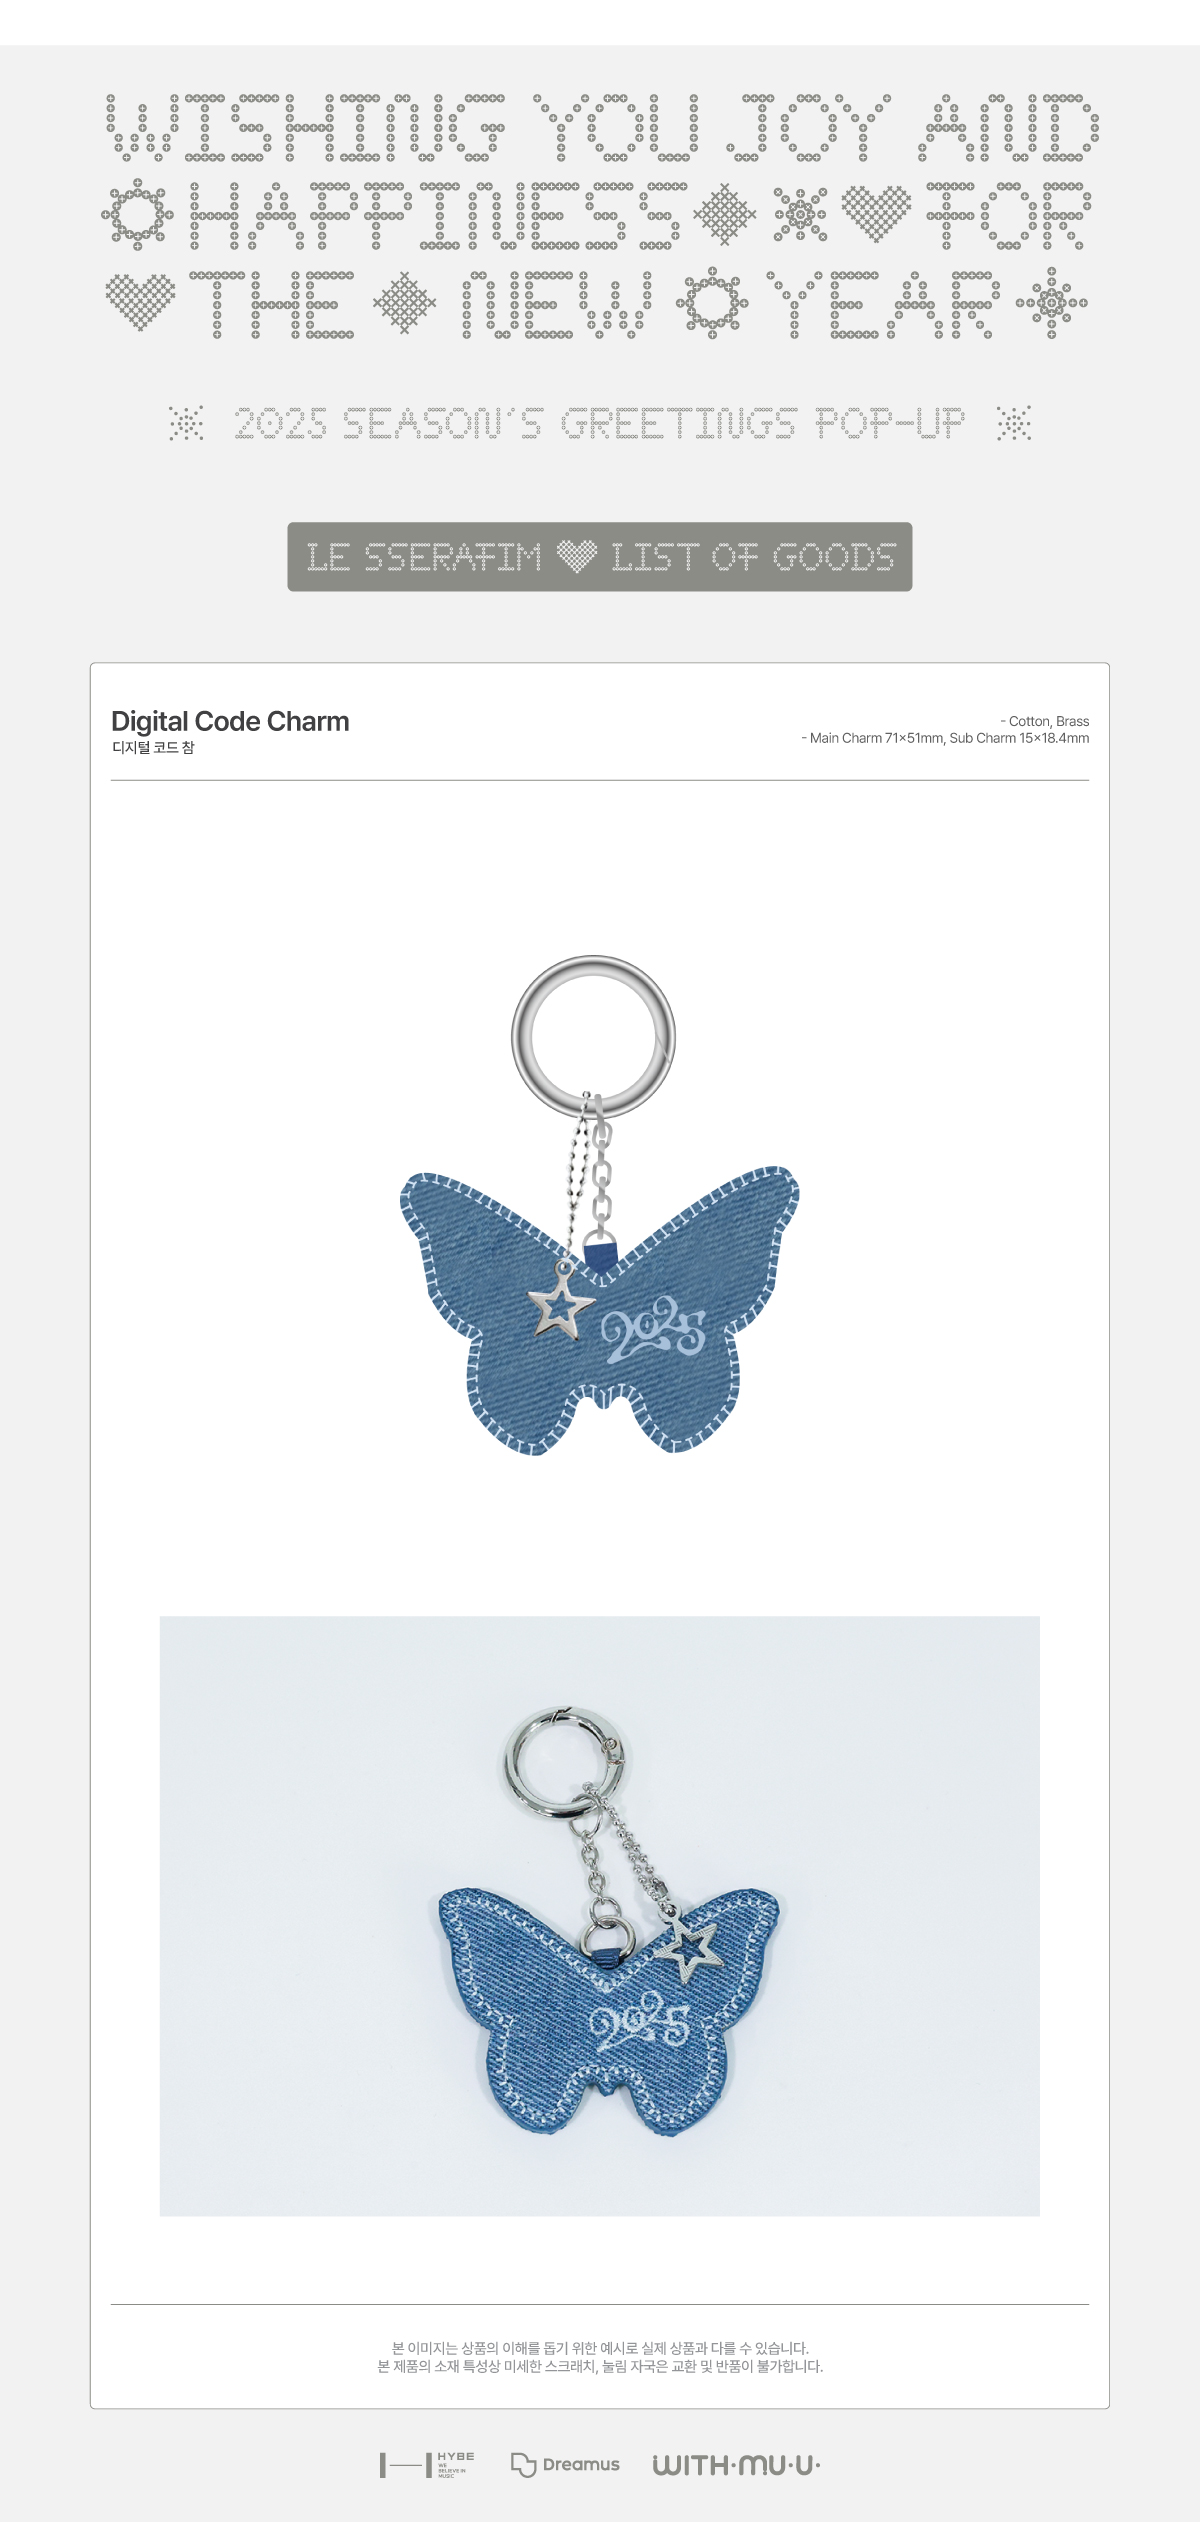 WISHING YOU JOY AND
HAPPINESS FOR
THE NEW YEAR
2025 SEASON'S GREETINGS POP-UP
LE SSERAFIM LIST OF GOODS
Digital Code Charm
디지털 코드 참
- Cotton, Brass
- Main Charm 71×51mm, Sub Charm 15×18.4mm
2025
2025
본 이미지는 상품의 이해를 돕기 위한 예시로 실제 상품과 다를 수 있습니다.
본 제품의 소재 특성상 미세한 스크래치, 눌림 자국은 교환 및 반품이 불가합니다.
HYBE
WE
BELIEVE IN
MUSIC
Dreamus
WITH·MU·U·